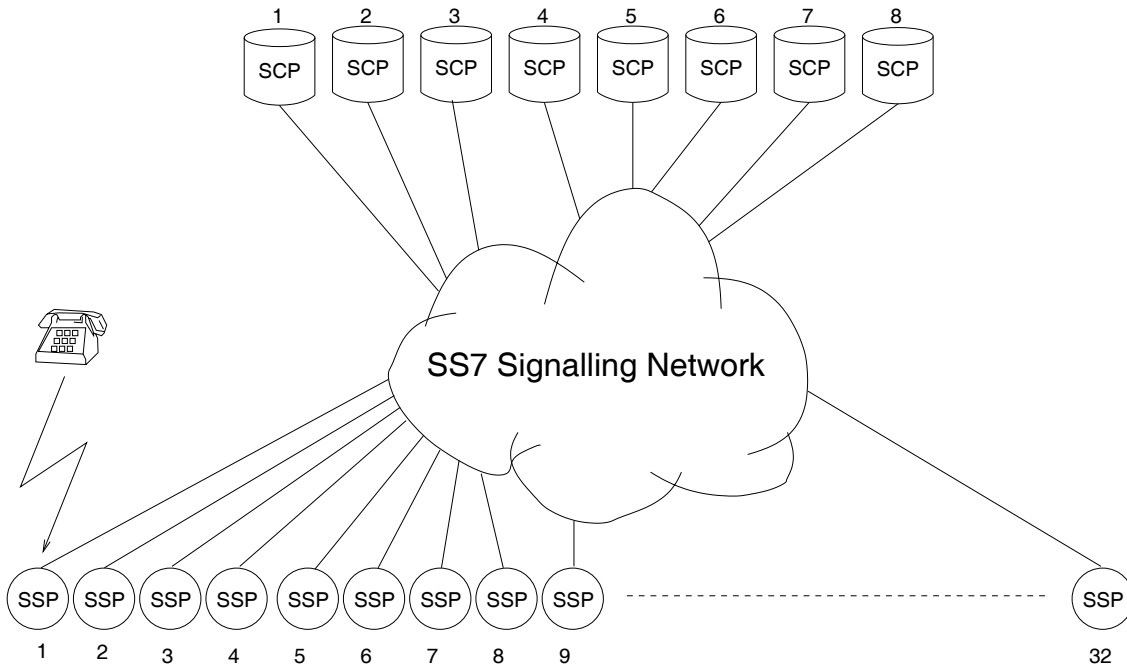 1 2 3 4 5 6 7 8
SCP SCP SCP SCP SCP SCP SCP SCP
SS7 Signalling Network
SSP SSP SSP SSP SSP SSP SSP SSP SSP SSP
1 2 3 4 5 6 7 8 9 32